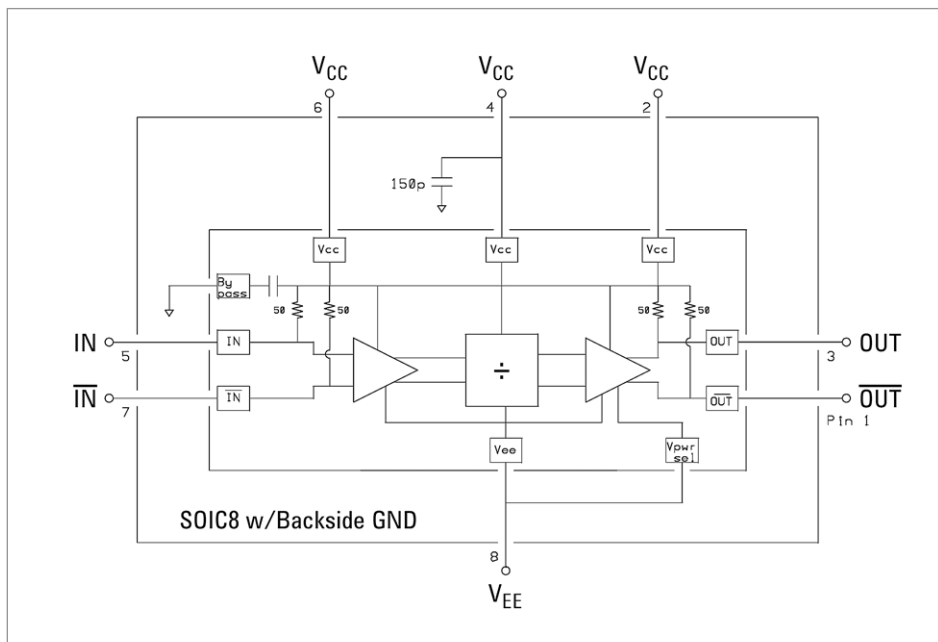 VCC VCC VCC
6 4 2
150p
Vcc Vcc Vcc
By pass
50 50 50 50
IN IN OUT OUT
5 3
÷
IN IN OUT OUT
7 Pin 1
Vee Vpwr sel
SOIC8 w/Backside GND
8
VEE